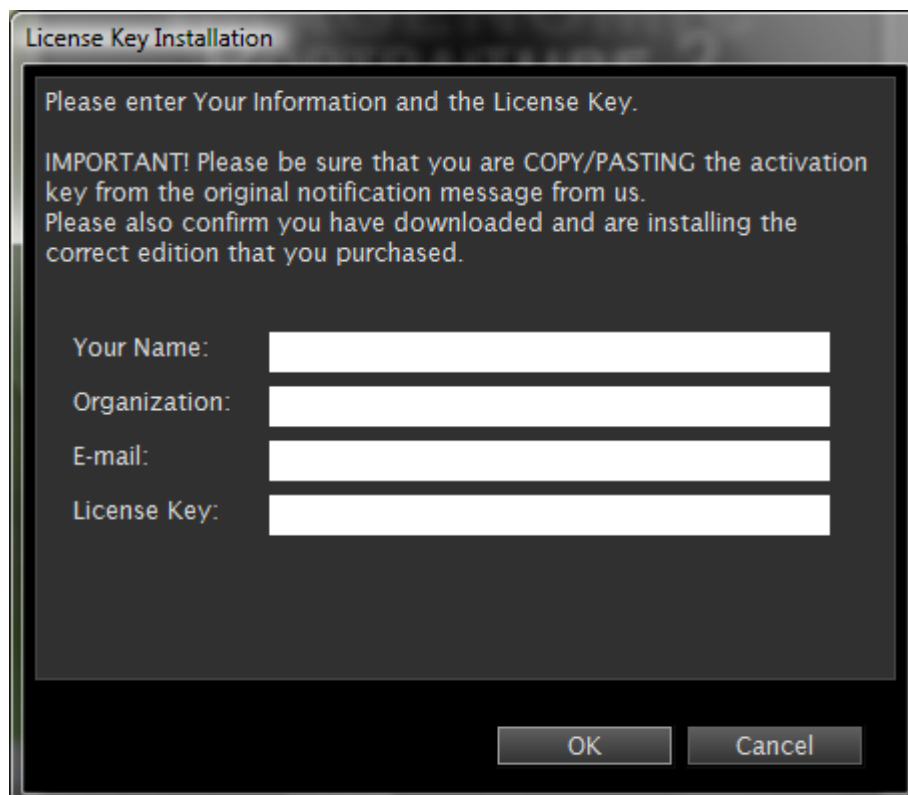 License Key Installation
Please enter Your Information and the License Key.
IMPORTANT! Please be sure that you are COPY/PASTING the activation
key from the original notification message from us.
Please also confirm you have downloaded and are installing the
correct edition that you purchased.
Your Name:
Organization:
E-mail:
License Key:
OK
Cancel